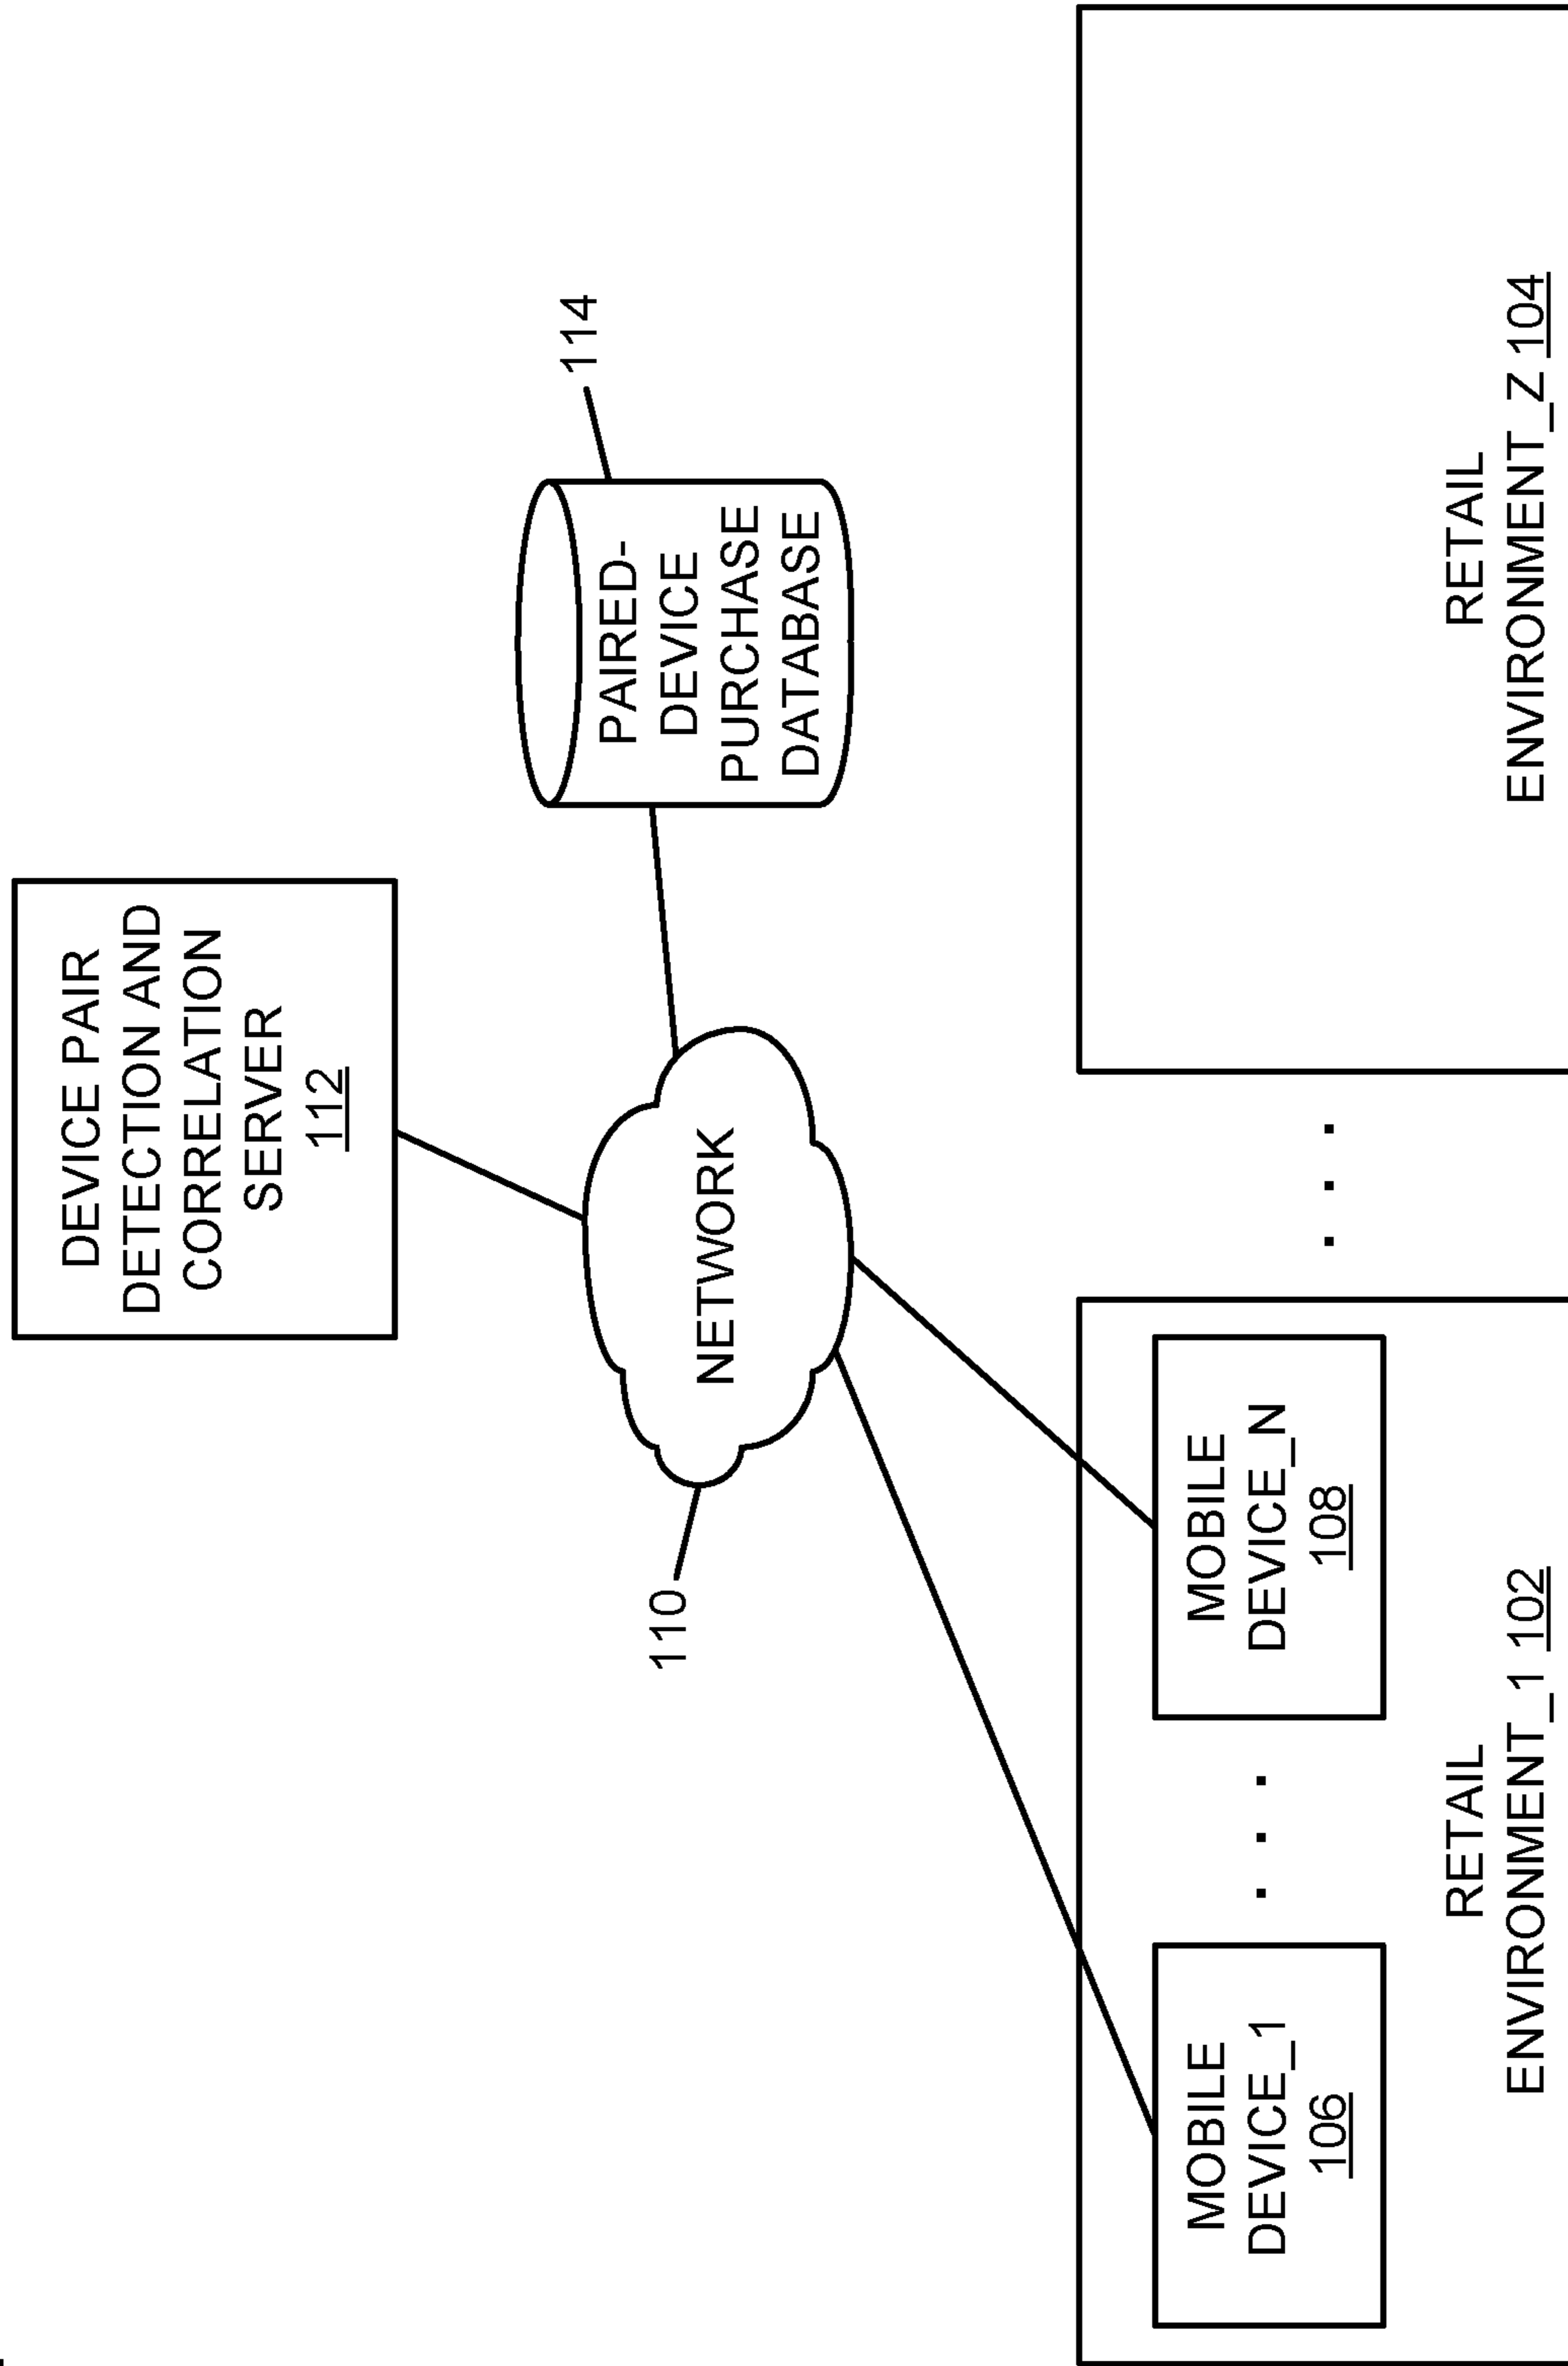 DEVICE PAIR
DETECTION AND
CORRELATION
SERVER
112
114
PAIRED-
DEVICE
PURCHASE
DATABASE
NETWORK
110
MOBILE
DEVICE_1
106
. . .
MOBILE
DEVICE_N
108
RETAIL
ENVIRONMENT_1 102
. . .
RETAIL
ENVIRONMENT_Z 104